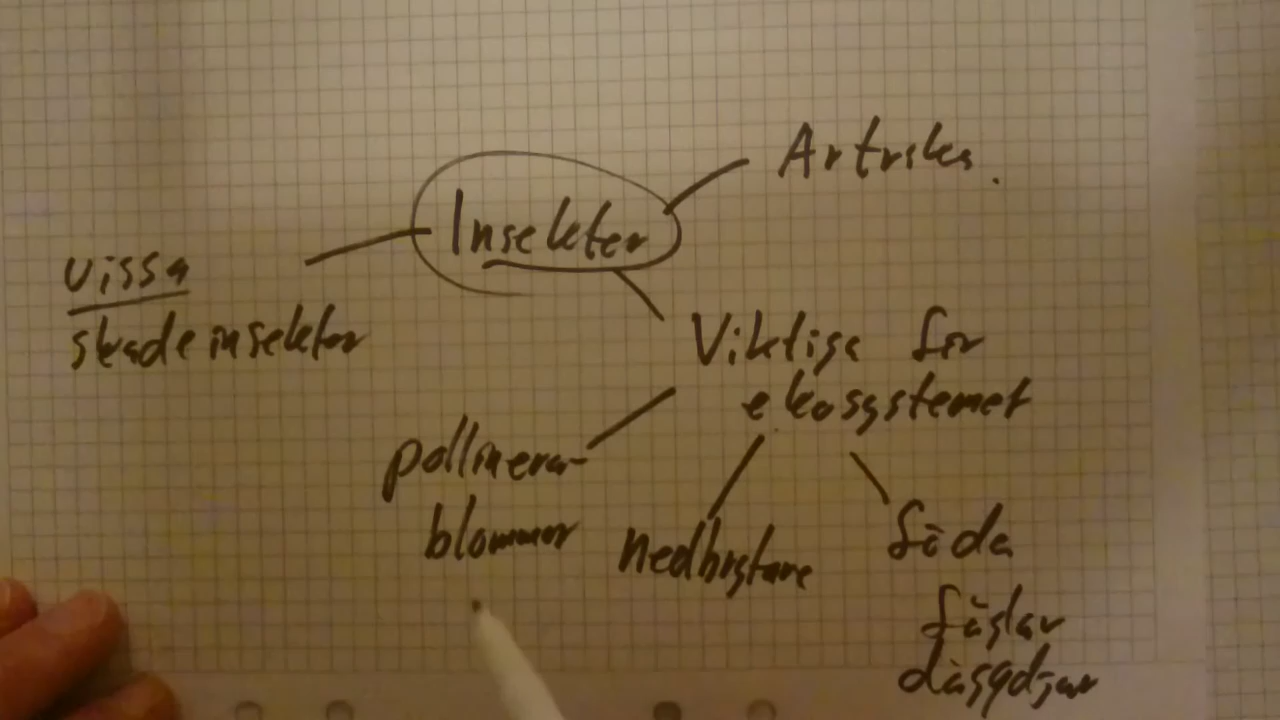 Artrika.
Insekter
vissa
skadeinsekter
Viktiga för
ekosystemet
pollinera-
blommor
nedbrytare
föda
fåglar
däggdjur